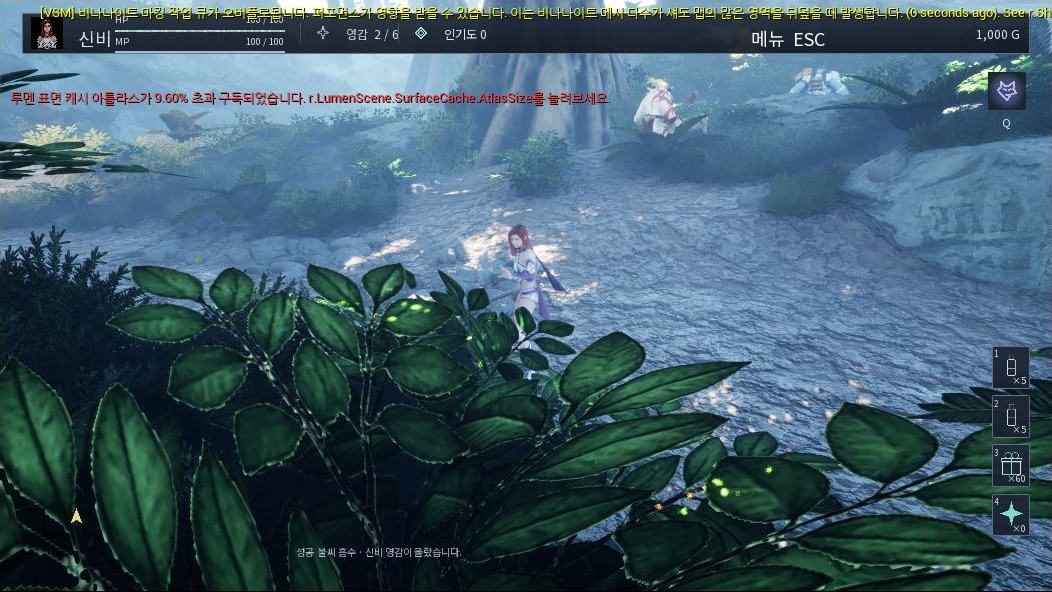 [VSM] 비나나이트 마킹 작업 큐가 오버플로됩니다. 퍼포먼스가 영향을 받을 수 있습니다. 이는 비나나이트 메시 다수가 섀도 맵의 많은 영역을 뒤덮을 때 발생합니다. (0 seconds ago). See r.Sh
HP 100 / 100
신비
MP 100 / 100
영감 2 / 6
인기도 0
메뉴 ESC
1,000 G
루멘 표면 캐시 아틀라스가 9.60% 초과 구독되었습니다. r.LumenScene.SurfaceCache.AtlasSize를 늘려보세요.
Q
1
×5
2
×5
3
×60
4
×0
성공 불씨 흡수 · 신비 영감이 올랐습니다.